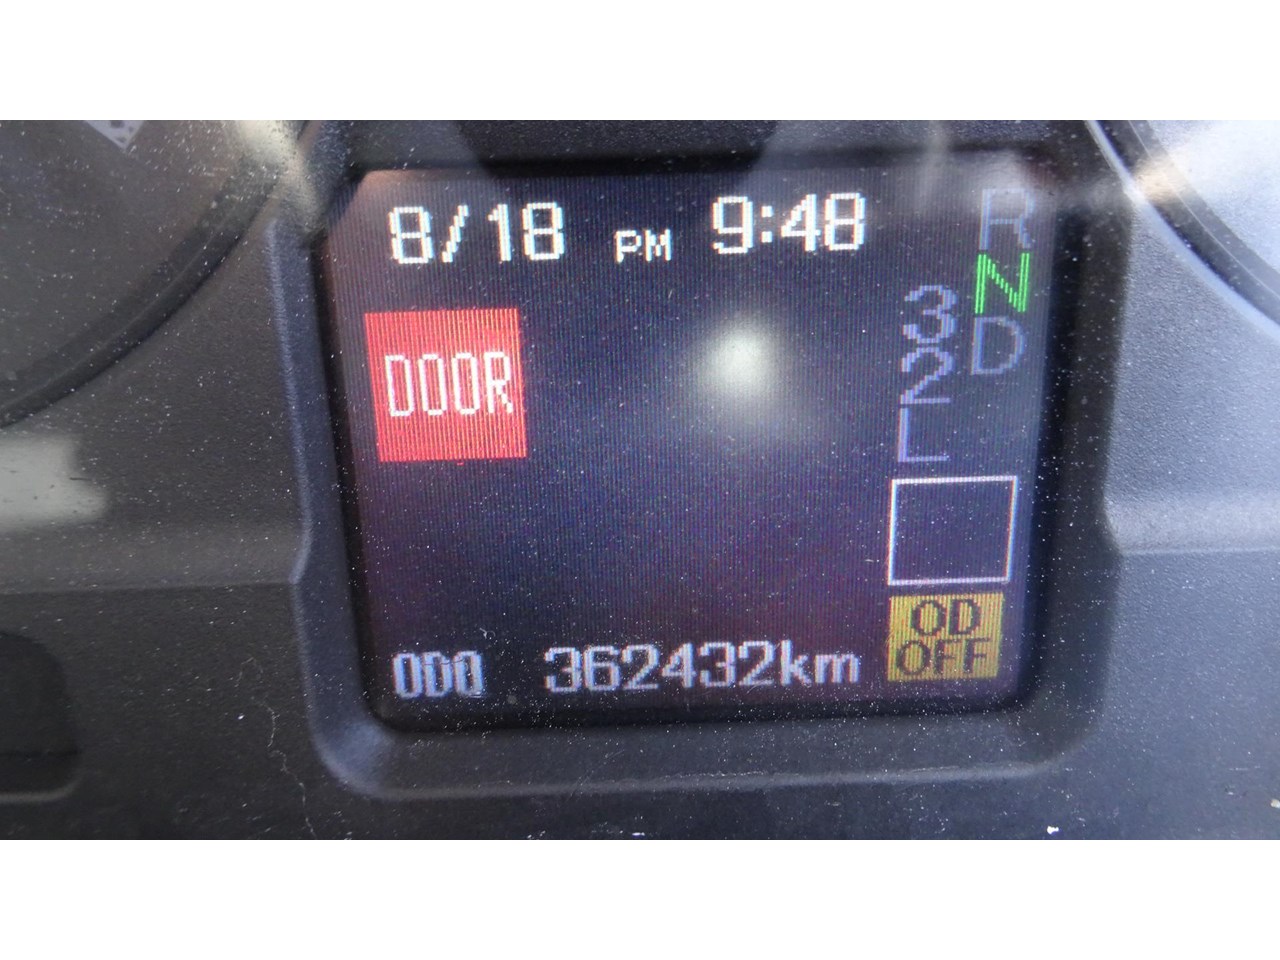 8/18 PM 9:48
R
N
D
3
2
L
DOOR
OD
OFF
ODO 362432km